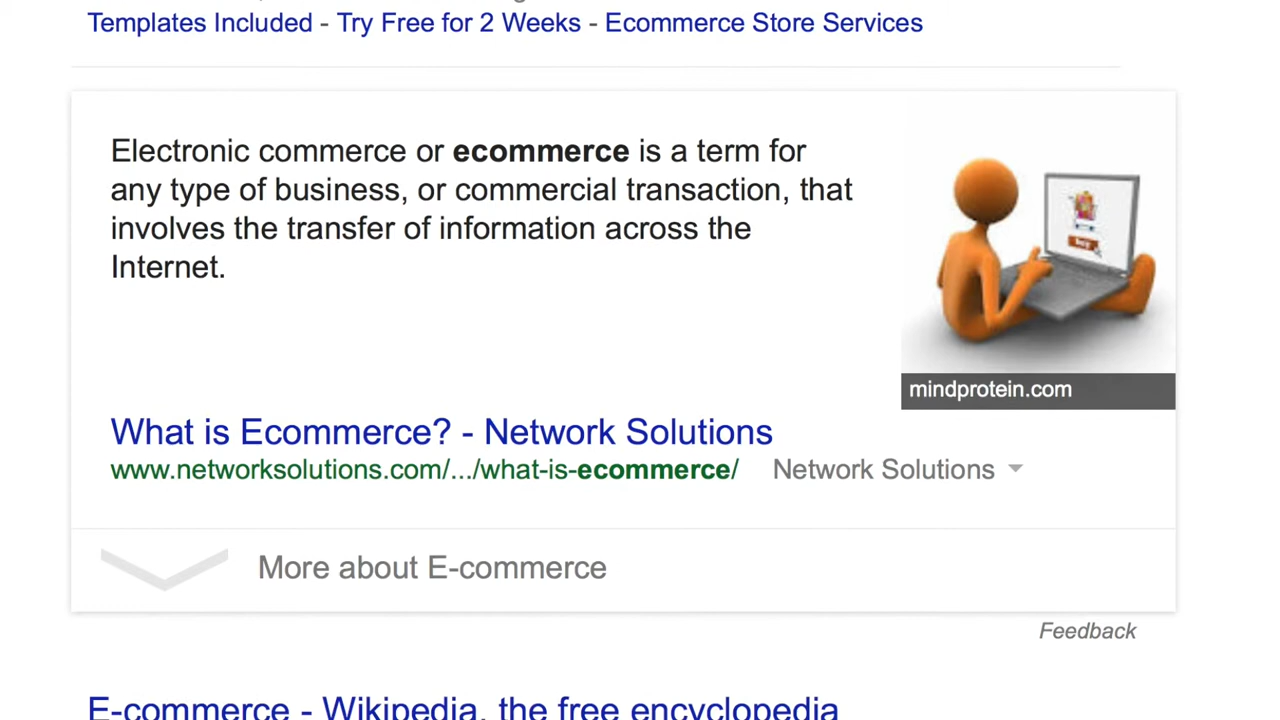 Templates Included - Try Free for 2 Weeks - Ecommerce Store Services
Electronic commerce or ecommerce is a term for
any type of business, or commercial transaction, that
involves the transfer of information across the
Internet.
mindprotein.com
What is Ecommerce? - Network Solutions
www.networksolutions.com/.../what-is-ecommerce/ Network Solutions
More about E-commerce
Feedback
E-commerce - Wikipedia, the free encyclopedia